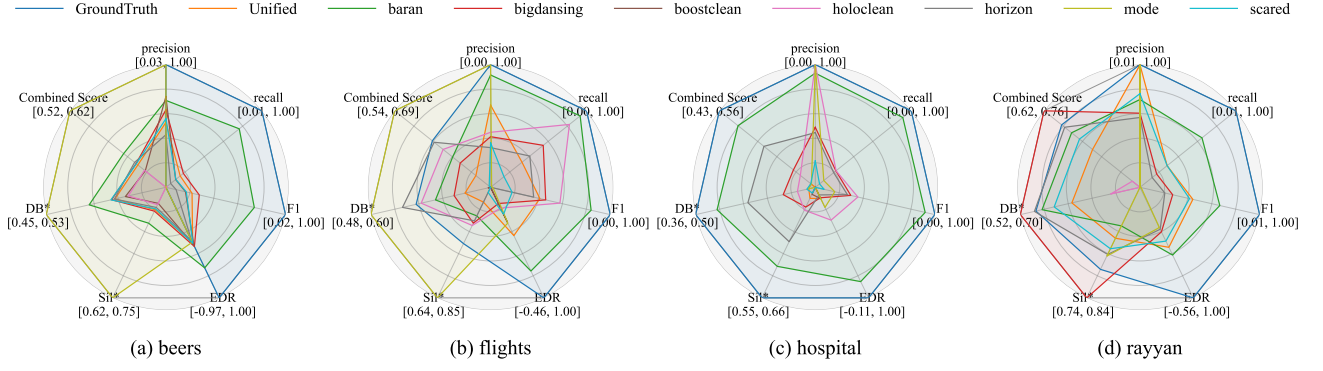 GroundTruth Unified baran bigdansing boostclean holoclean horizon mode scared
precision
[0.03, 1.00]
recall
[0.01, 1.00]
F1
[0.02, 1.00]
EDR
[-0.97, 1.00]
Sil*
[0.62, 0.75]
DB*
[0.45, 0.53]
Combined Score
[0.52, 0.62]
(a) beers
precision
[0.00, 1.00]
recall
[0.00, 1.00]
F1
[0.00, 1.00]
EDR
[-0.46, 1.00]
Sil*
[0.64, 0.85]
DB*
[0.48, 0.60]
Combined Score
[0.54, 0.69]
(b) flights
precision
[0.00, 1.00]
recall
[0.00, 1.00]
F1
[0.00, 1.00]
EDR
[-0.11, 1.00]
Sil*
[0.55, 0.66]
DB*
[0.36, 0.50]
Combined Score
[0.43, 0.56]
(c) hospital
precision
[0.01, 1.00]
recall
[0.01, 1.00]
F1
[0.01, 1.00]
EDR
[-0.56, 1.00]
Sil*
[0.74, 0.84]
DB*
[0.52, 0.70]
Combined Score
[0.62, 0.76]
(d) rayyan